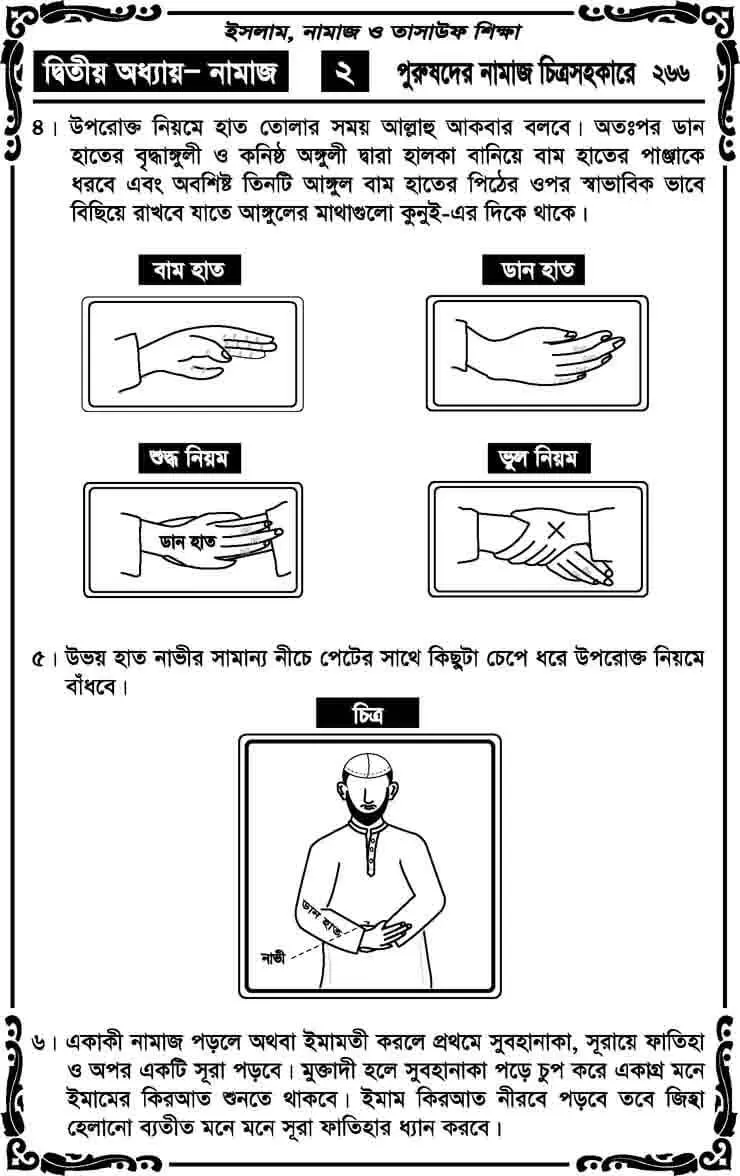 ইসলাম, নামাজ ও তাসাউফ শিক্ষা
দ্বিতীয় অধ্যায়– নামাজ ২ পুরুষদের নামাজ চিত্রসহকারে ২৬৬
৪। উপরোক্ত নিয়মে হাত তোলার সময় আল্লাহু আকবার বলবে। অতঃপর ডান
হাতের বৃদ্ধাঙ্গুলী ও কনিষ্ঠ অঙ্গুলী দ্বারা হালকা বানিয়ে বাম হাতের পাঞ্জাকে
ধরবে এবং অবশিষ্ট তিনটি আঙ্গুল বাম হাতের পিঠের ওপর স্বাভাবিক ভাবে
বিছিয়ে রাখবে যাতে আঙ্গুলের মাথাগুলো কুনুই-এর দিকে থাকে।
বাম হাত ডান হাত
শুদ্ধ নিয়ম ভুল নিয়ম
ডান হাত
৫। উভয় হাত নাভীর সামান্য নীচে পেটের সাথে কিছুটা চেপে ধরে উপরোক্ত নিয়মে
বাঁধবে।
চিত্র
ডান হাত
নাভী
৬। একাকী নামাজ পড়লে অথবা ইমামতী করলে প্রথমে সুবহানাকা, সূরায়ে ফাতিহা
ও অপর একটি সূরা পড়বে। মুক্তাদী হলে সুবহানাকা পড়ে চুপ করে একাগ্র মনে
ইমামের কিরআত শুনতে থাকবে। ইমাম কিরআত নীরবে পড়বে তবে জিহ্বা
হেলানো ব্যতীত মনে মনে সূরা ফাতিহার ধ্যান করবে।